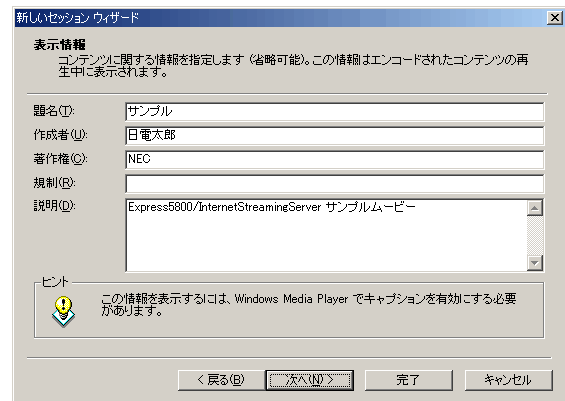 新しいセッション ウィザード
表示情報
コンテンツに関する情報を指定します (省略可能)。この情報はエンコードされたコンテンツの再
生中に表示されます。
題名(T):
サンプル
作成者(U):
日電太郎
著作権(C):
NEC
規制(R):
説明(D):
Express5800/InternetStreamingServer サンプルムービー
ヒント
この情報を表示するには、Windows Media Player でキャプションを有効にする必要
があります。
< 戻る(B)
次へ(N) >
完了
キャンセル